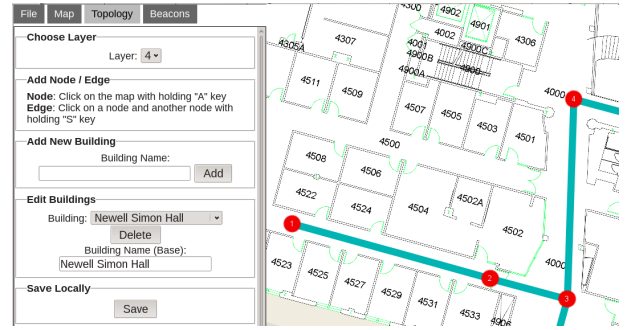 File Map Topology Beacons
Choose Layer
Layer: 4
Add Node / Edge
Node: Click on the map with holding "A" key
Edge: Click on a node and another node with
holding "S" key
Add New Building
Building Name:
Add
Edit Buildings
Building: Newell Simon Hall
Delete
Building Name (Base):
Newell Simon Hall
Save Locally
Save
4300 4902 4901
4305A 4307 4001 4002 4900C 4306
4900B
4900A 4900
4511 4509 4000 4
4507 4505 4503 4501
4500
4508 4506
4522 4524 4504 4502A 4502
1
4000
4523 4525 4527 4529 4531 4533 4906
2 3